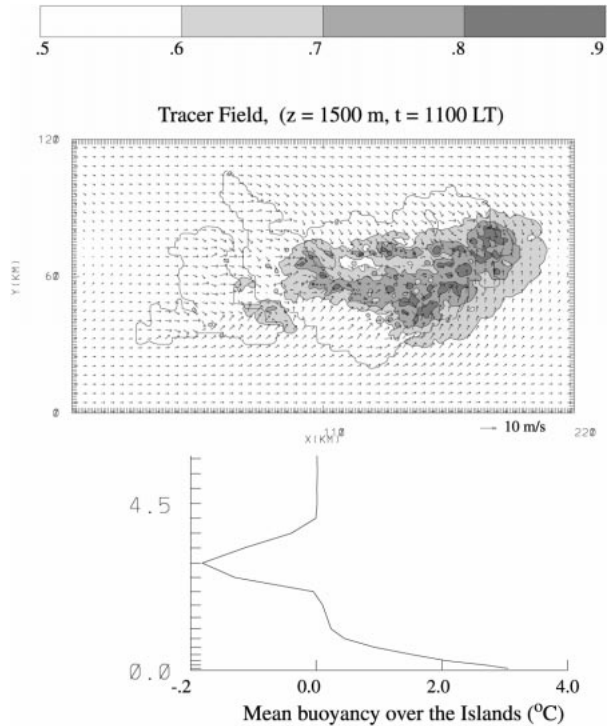 .5 .6 .7 .8 .9
Tracer Field, (z = 1500 m, t = 1100 LT)
120
Y(KM)
60
0
110
220
X(KM)
10 m/s
4.5
0.0
-.2 0.0 2.0 4.0
Mean buoyancy over the Islands (°C)